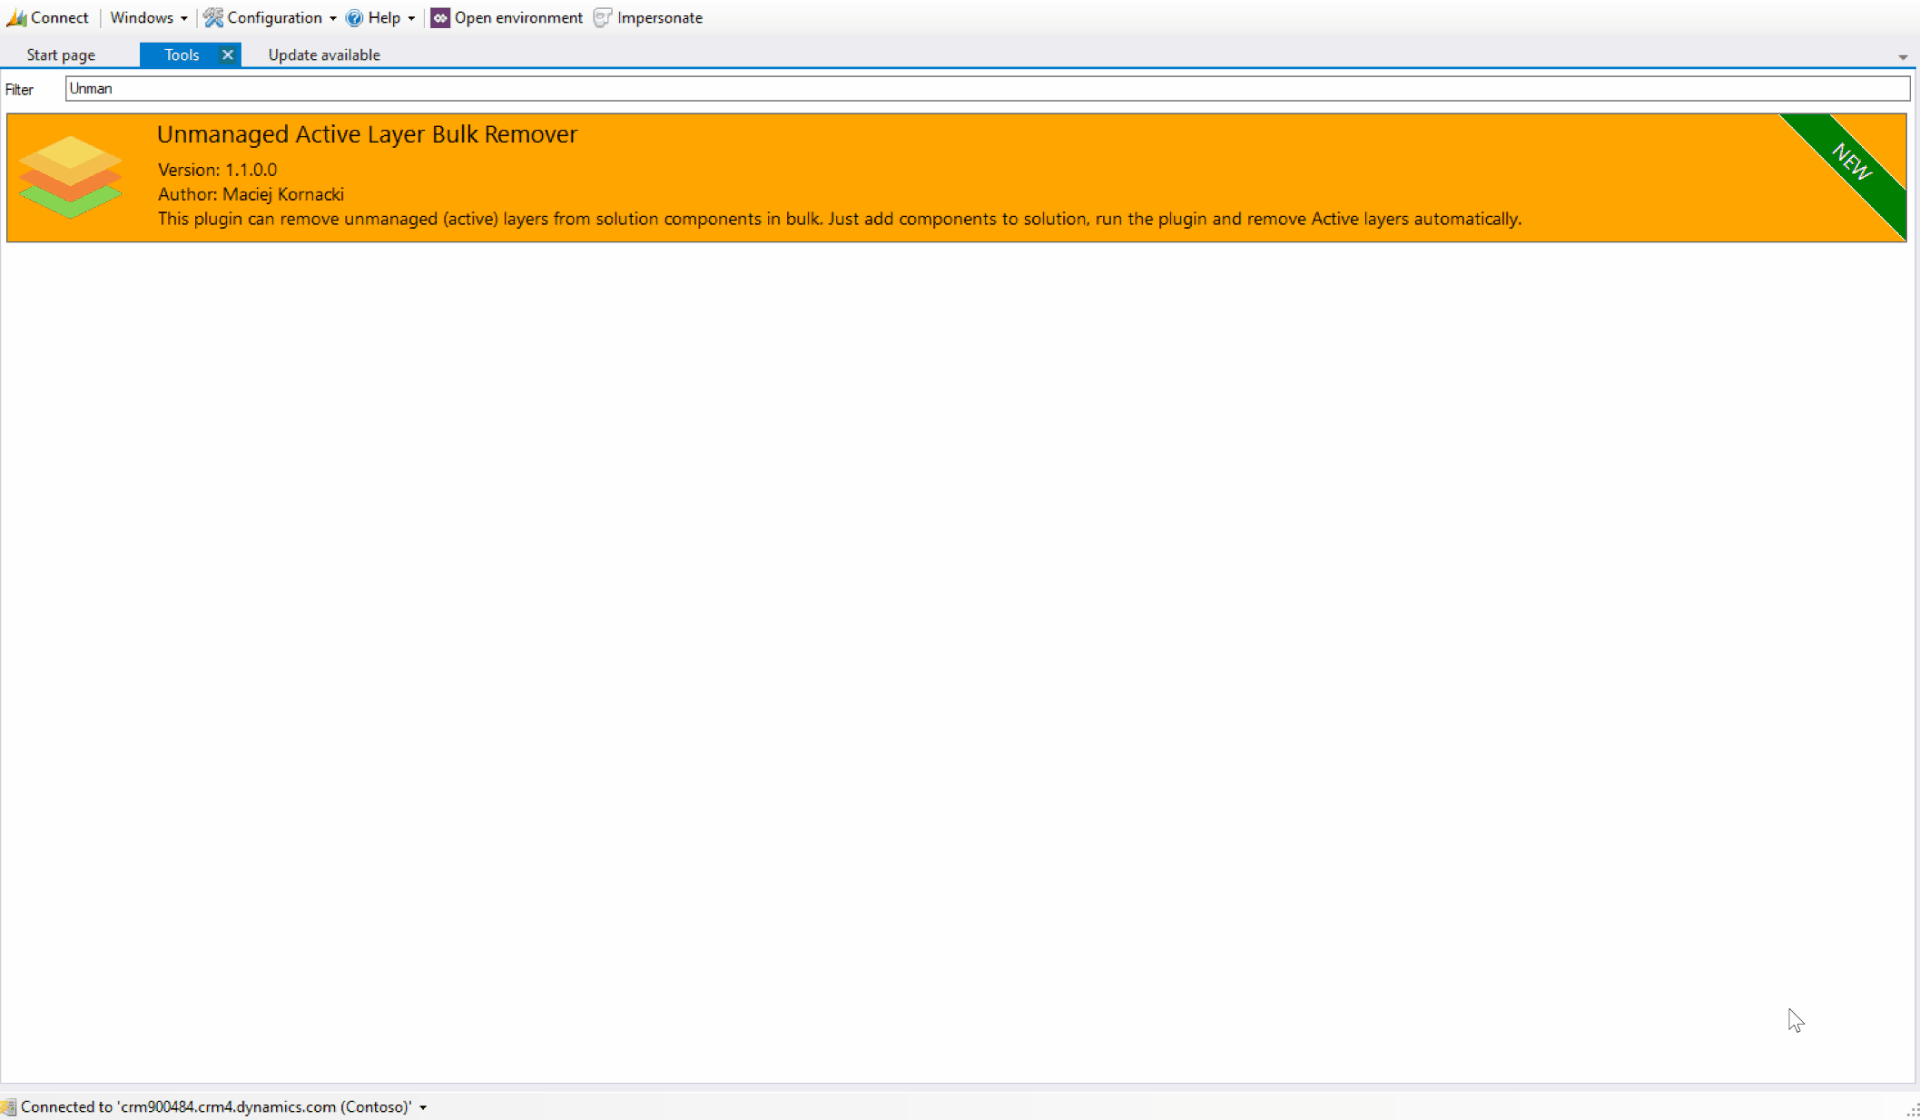 Connect Windows Configuration Help Open environment Impersonate
Start page Tools Update available
Filter Unman
Unmanaged Active Layer Bulk Remover
Version: 1.1.0.0
Author: Maciej Kornacki
This plugin can remove unmanaged (active) layers from solution components in bulk. Just add components to solution, run the plugin and remove Active layers automatically.
NEW
Connected to 'crm900484.crm4.dynamics.com (Contoso)'